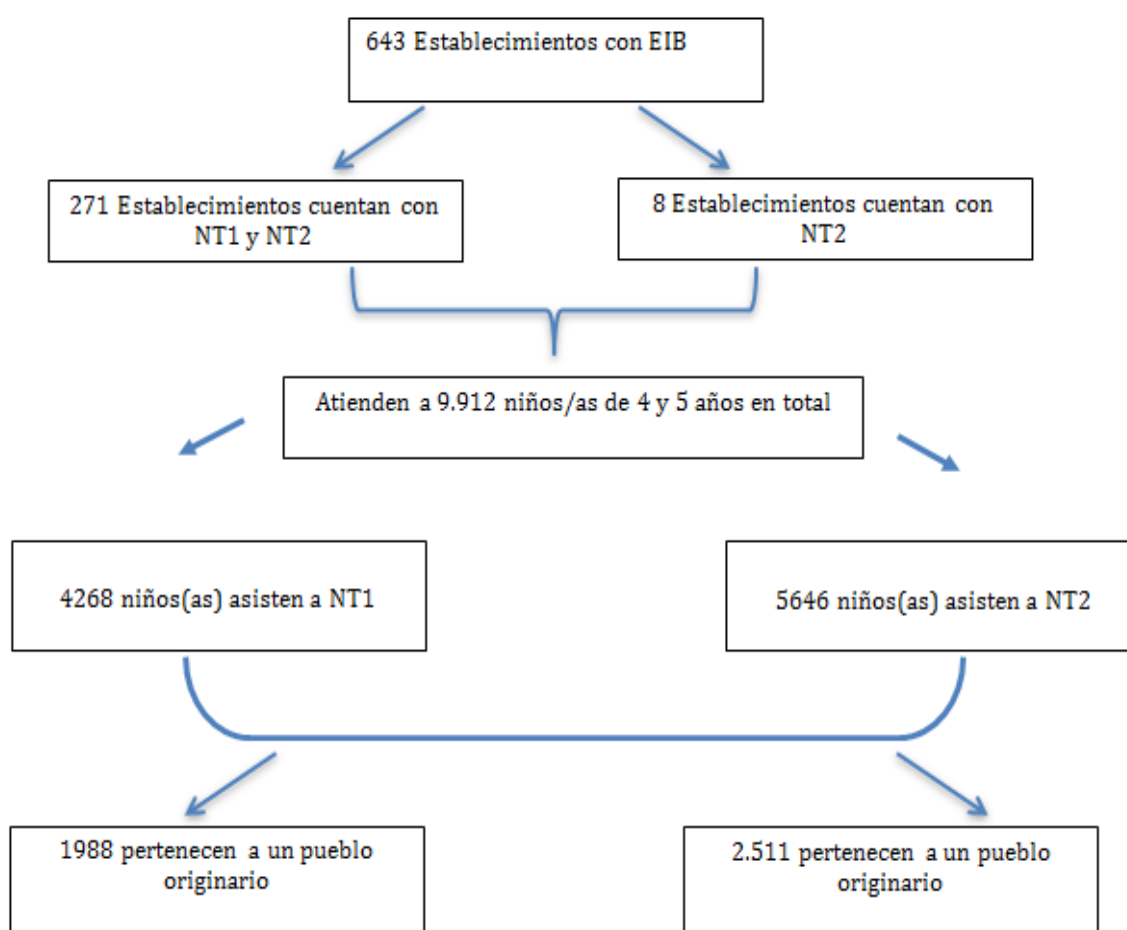 643 Establecimientos con EIB
271 Establecimientos cuentan con
NT1 y NT2
8 Establecimientos cuentan con
NT2
Atienden a 9.912 niños/as de 4 y 5 años en total
4268 niños(as) asisten a NT1
5646 niños(as) asisten a NT2
1988 pertenecen a un pueblo
originario
2.511 pertenecen a un pueblo
originario